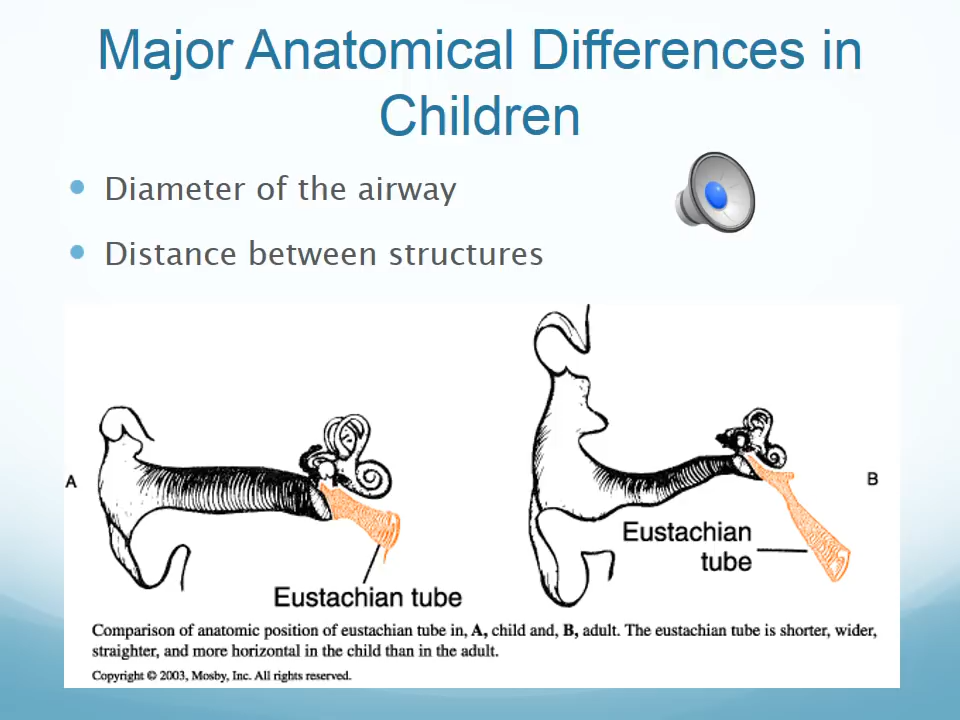 Major Anatomical Differences in
Children
Diameter of the airway
Distance between structures
A
B
Eustachian
tube
Eustachian tube
Comparison of anatomic position of eustachian tube in, A, child and, B, adult. The eustachian tube is shorter, wider,
straighter, and more horizontal in the child than in the adult.
Copyright © 2003, Mosby, Inc. All rights reserved.